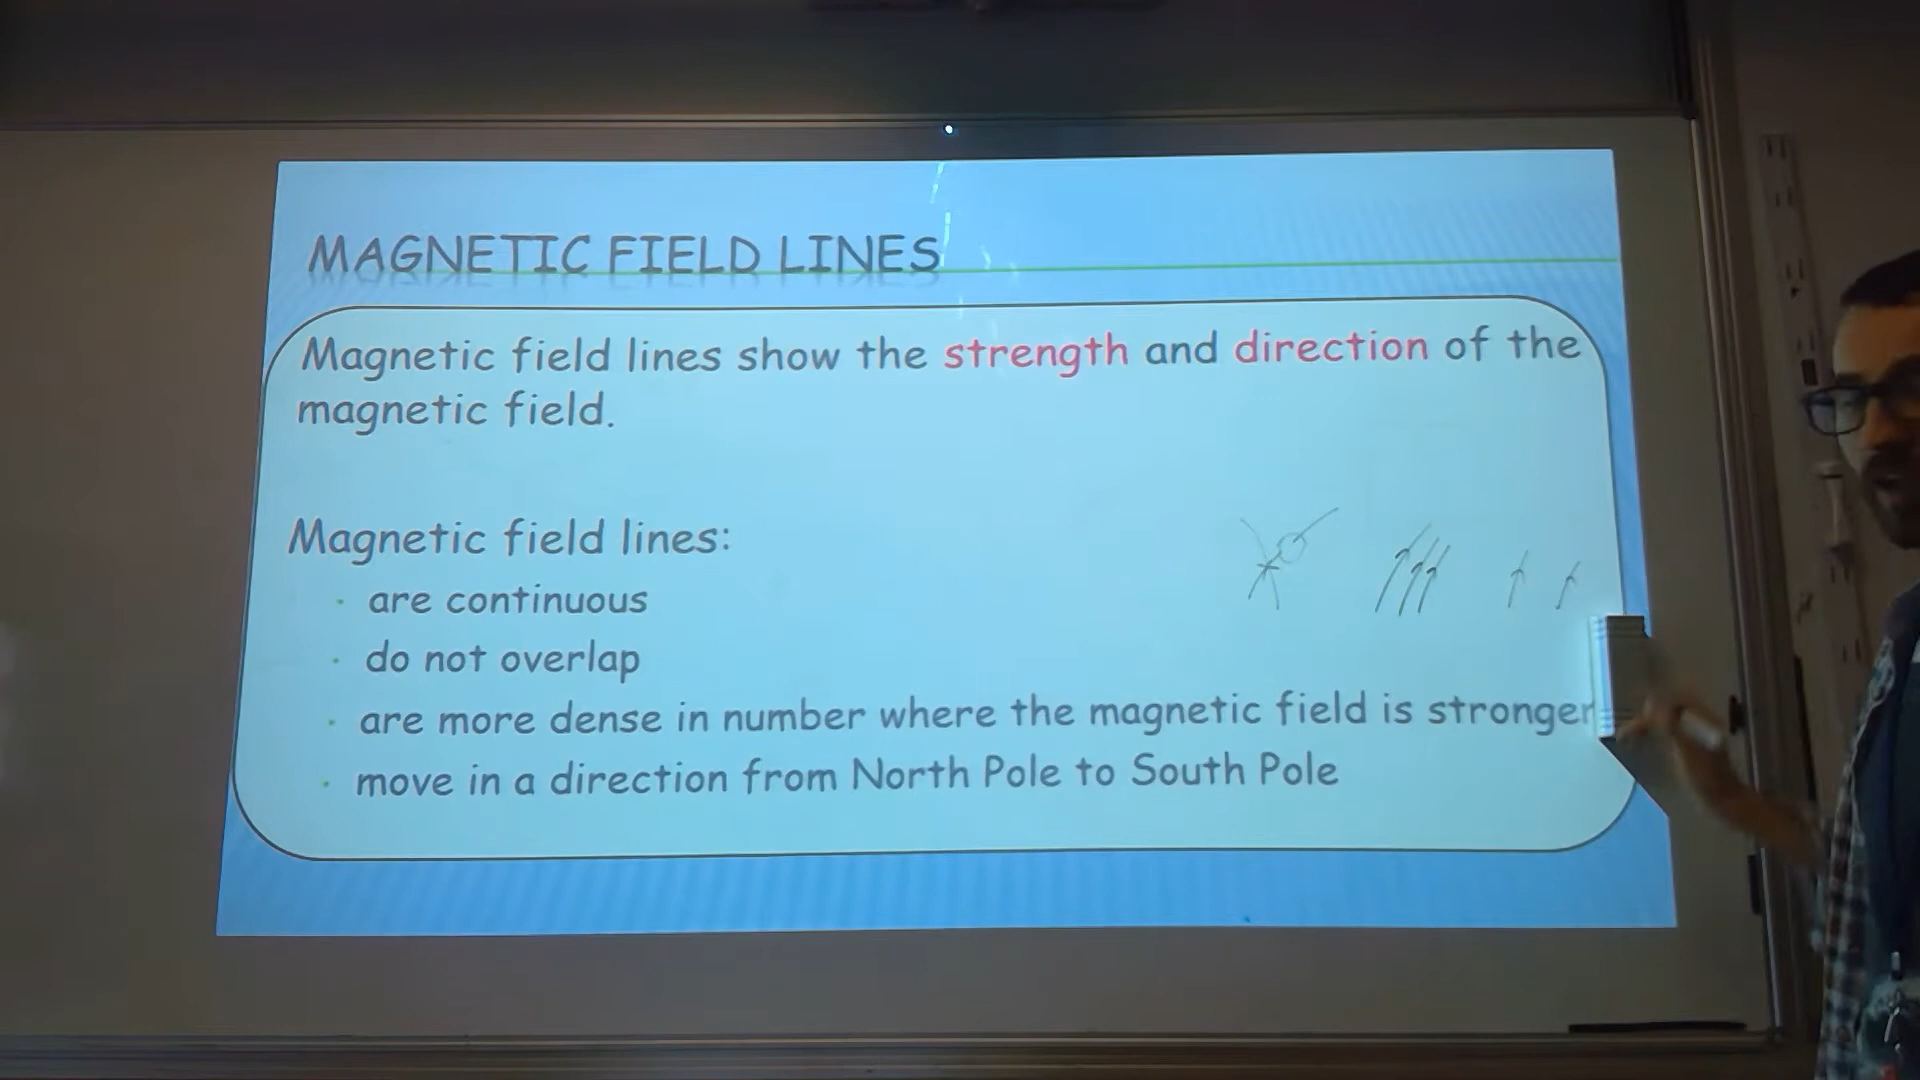 MAGNETIC FIELD LINES
Magnetic field lines show the strength and direction of the
magnetic field.
Magnetic field lines:
· are continuous
· do not overlap
· are more dense in number where the magnetic field is stronger
· move in a direction from North Pole to South Pole